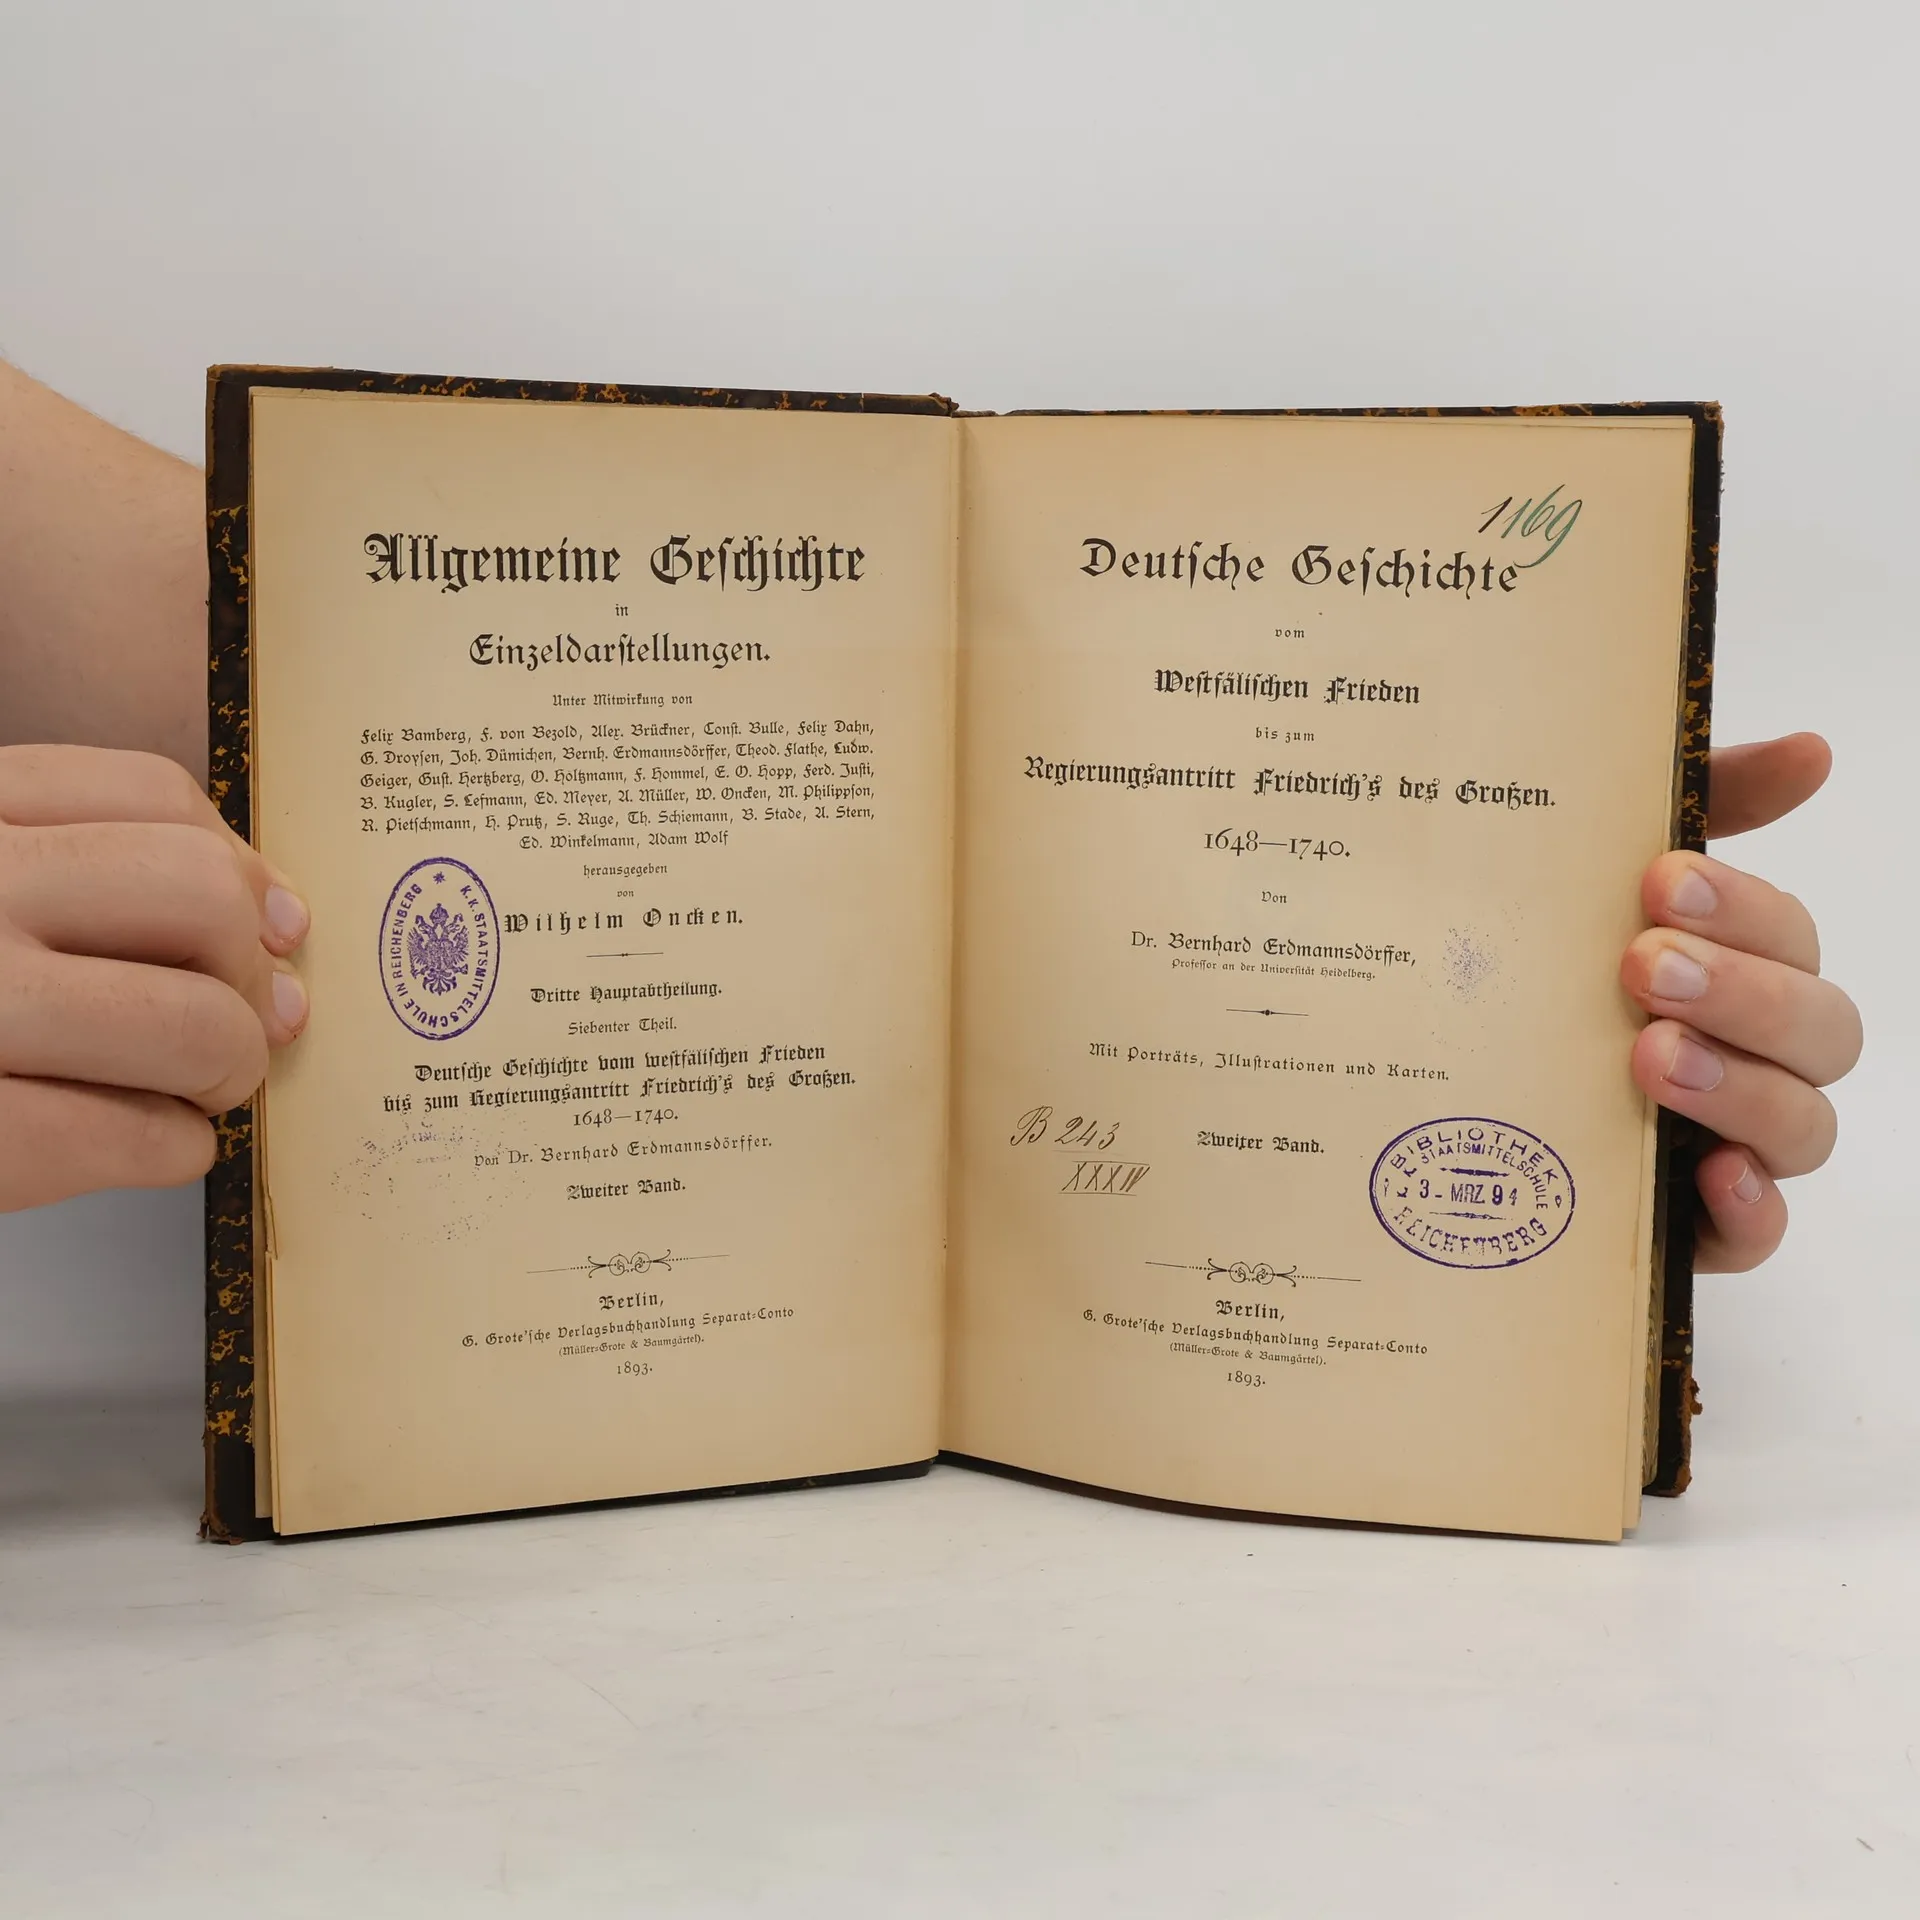 Allgemeine Geschichte
in
Einzeldarstellungen.
Unter Mitwirkung von
Felix Bamberg, F. von Bezold, Alex. Brückner, Const. Bulle, Felix Dahn,
G. Droysen, Joh. Dümichen, Bernh. Erdmannsdörffer, Theod. Flathe, Ludw.
Geiger, Gust. Hertzberg, O. Holtzmann, F. Hommel, E. O. Hopp, Ferd. Justi,
B. Kugler, S. Lefmann, Ed. Meyer, A. Müller, W. Oncken, M. Philippson,
R. Pietschmann, H. Prutz, S. Ruge, Th. Schiemann, B. Stade, A. Stern,
Ed. Winkelmann, Adam Wolf
herausgegeben
von
Wilhelm Oncken.
K.K. STAATSMITTELSCHULE IN REICHENBERG
Dritte Hauptabtheilung.
Siebenter Theil.
Deutsche Geschichte vom westfälischen Frieden
bis zum Regierungsantritt Friedrich's des Großen.
1648—1740.
Von Dr. Bernhard Erdmannsdörffer.
Zweiter Band.
Berlin,
G. Grote'sche Verlagsbuchhandlung Separat-Conto
(Müller-Grote & Baumgärtel).
1893.
1169
Deutsche Geschichte
vom
Westfälischen Frieden
bis zum
Regierungsantritt Friedrich's des Großen.
1648—1740.
Von
Dr. Bernhard Erdmannsdörffer,
Professor an der Universität Heidelberg.
Mit Porträts, Illustrationen und Karten.
B 243
XXXIV
Zweiter Band.
BIBLIOTHEK
STAATSMITTELSCHULE
3- MRZ. 94
REICHENBERG
Berlin,
G. Grote'sche Verlagsbuchhandlung Separat-Conto
(Müller-Grote & Baumgärtel).
1893.